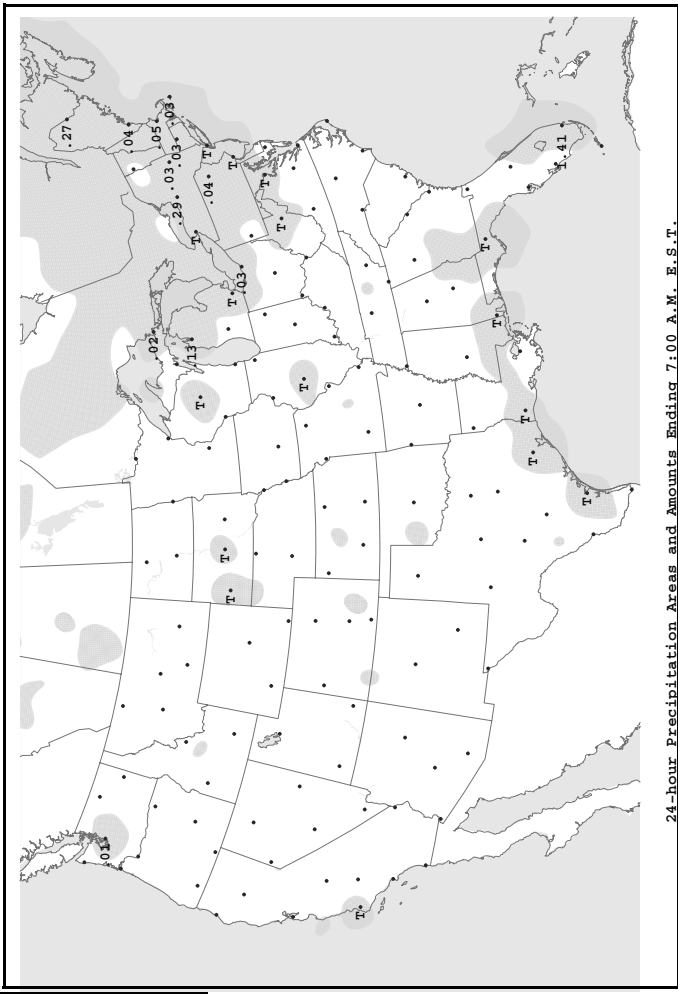 .27
.01
.04
.02
.05
.03
.03
.03
.29
.13
T
T
T
.04
T
T
T
T
.03
T
T
T
T
T
T
T
T
1.41
T
24-hour Precipitation Areas and Amounts Ending 7:00 A.M. E.S.T.